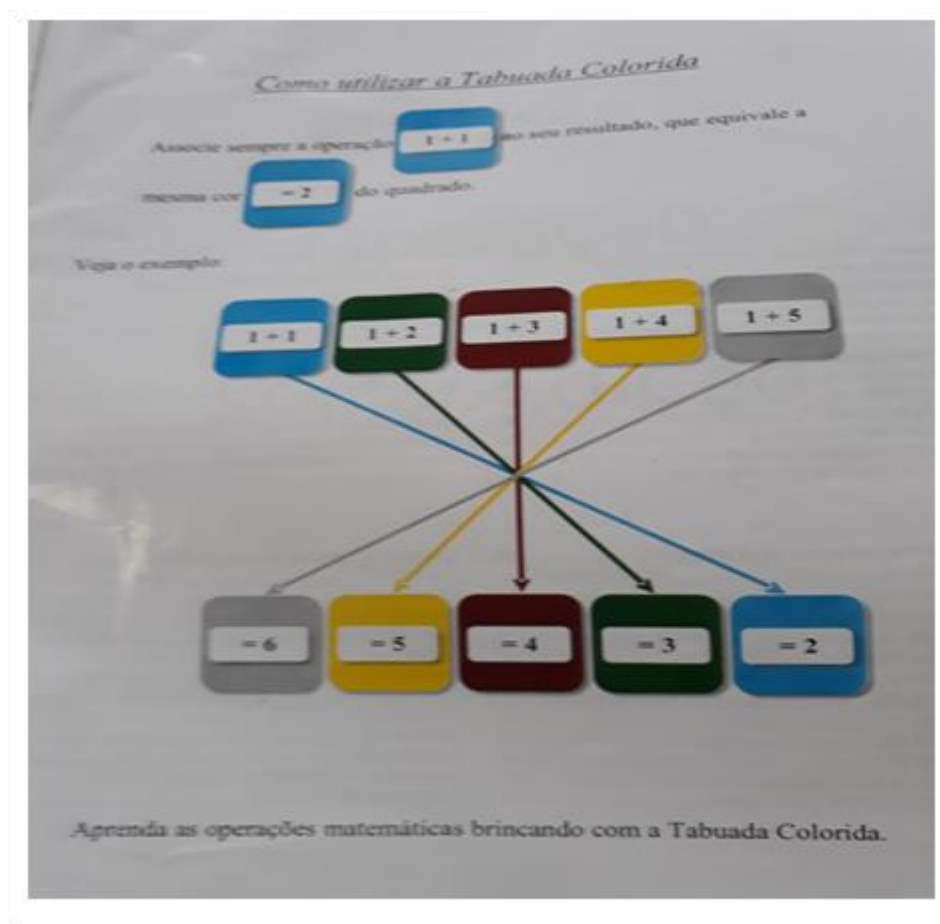 Como utilizar a Tabuada Colorida
Associe sempre a operação 1 + 1 ao seu resultado, que equivale a
mesma cor = 2 do quadrado.
Veja o exemplo:
1 + 1 1 + 2 1 + 3 1 + 4 1 + 5
= 6 = 5 = 4 = 3 = 2
Aprenda as operações matemáticas brincando com a Tabuada Colorida.